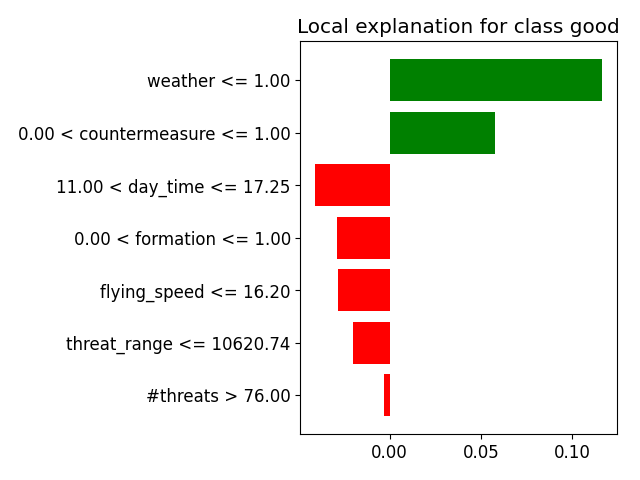 Local explanation for class good
weather <= 1.00
0.00 < countermeasure <= 1.00
11.00 < day_time <= 17.25
0.00 < formation <= 1.00
flying_speed <= 16.20
threat_range <= 10620.74
#threats > 76.00
0.00 0.05 0.10